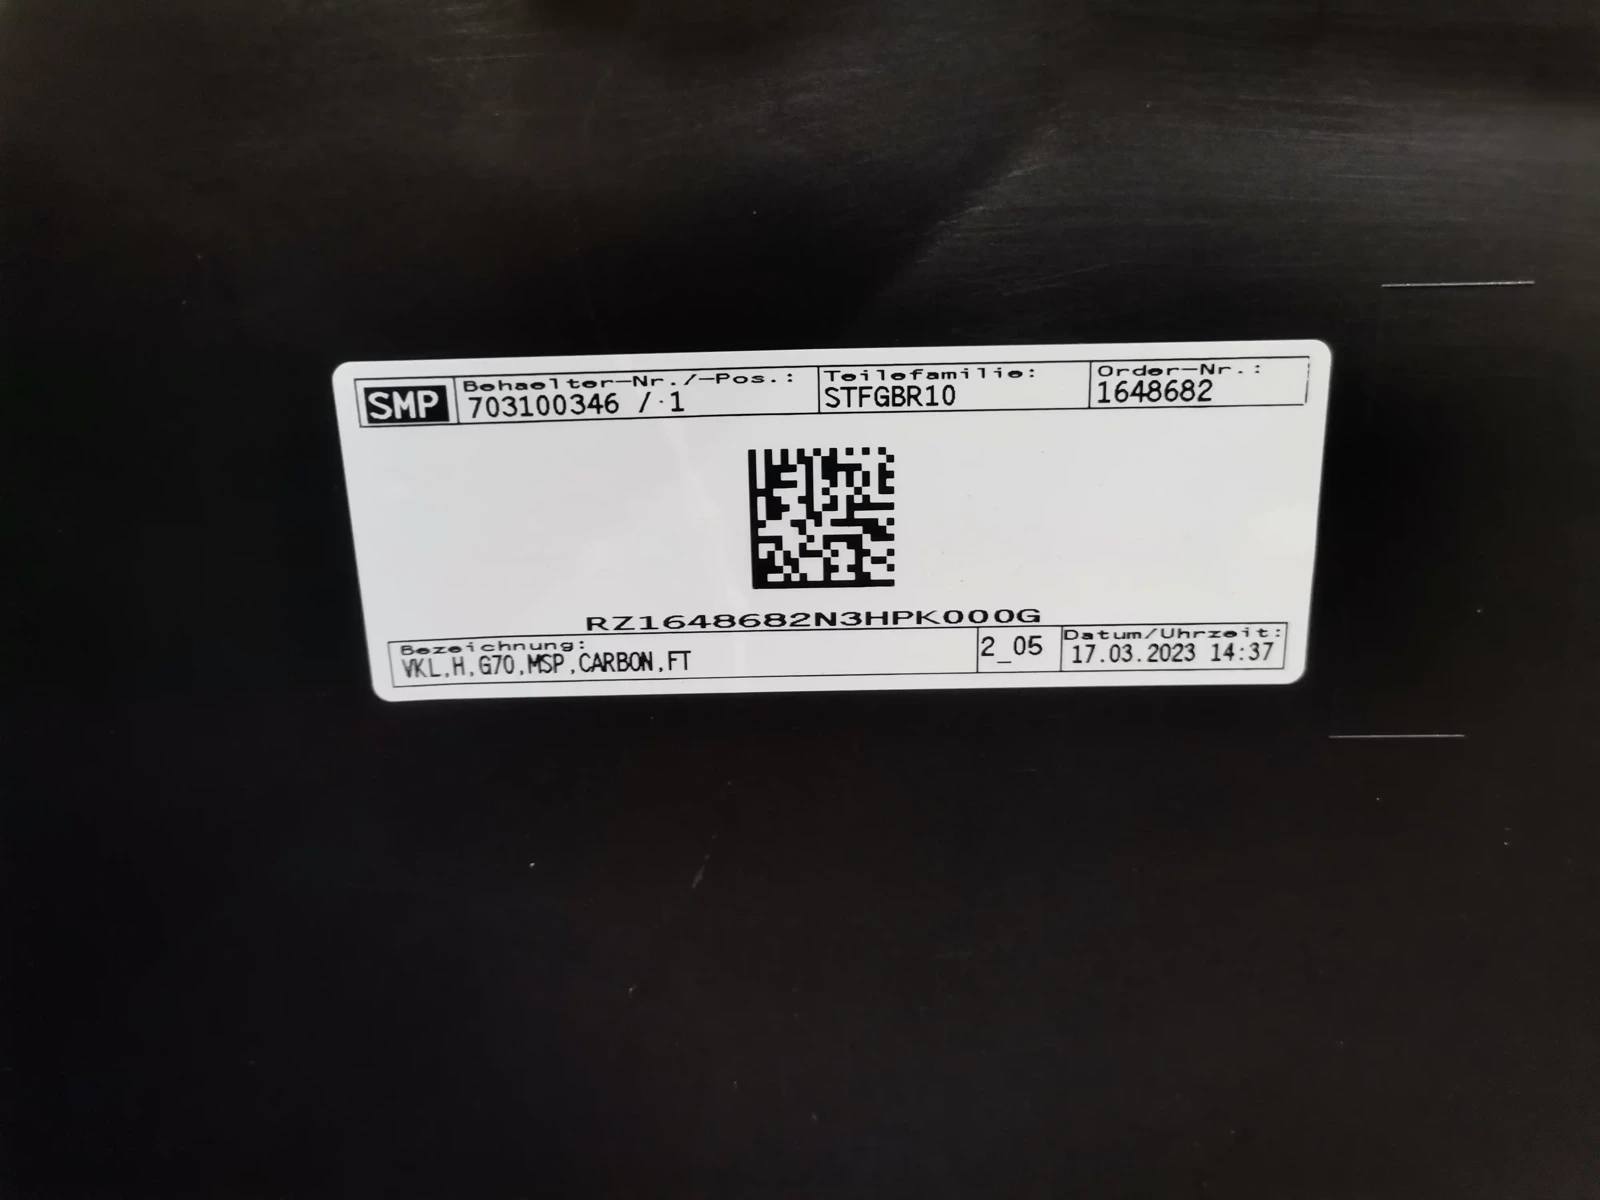 SMP
Behaelter-Nr./-Pos.:
703100346 / 1
Teilefamilie:
STFGBR10
Order-Nr.:
1648682
RZ1648682N3HPK000G
Bezeichnung:
VKL,H,G70,MSP,CARBON,FT
2_05
Datum/Uhrzeit:
17.03.2023 14:37